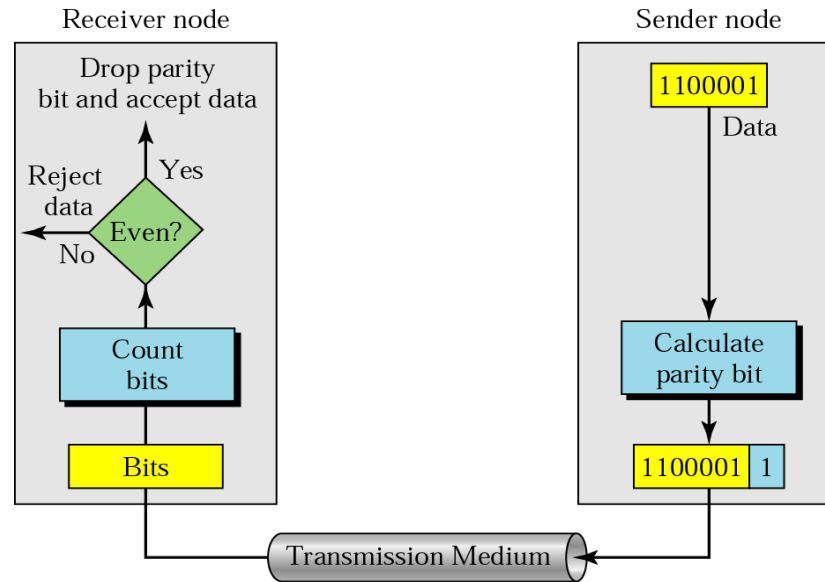 Receiver node
Drop parity
bit and accept data
Yes
Reject
data
No
Even?
Count
bits
Bits
Sender node
1100001
Data
Calculate
parity bit
1100001 1
Transmission Medium